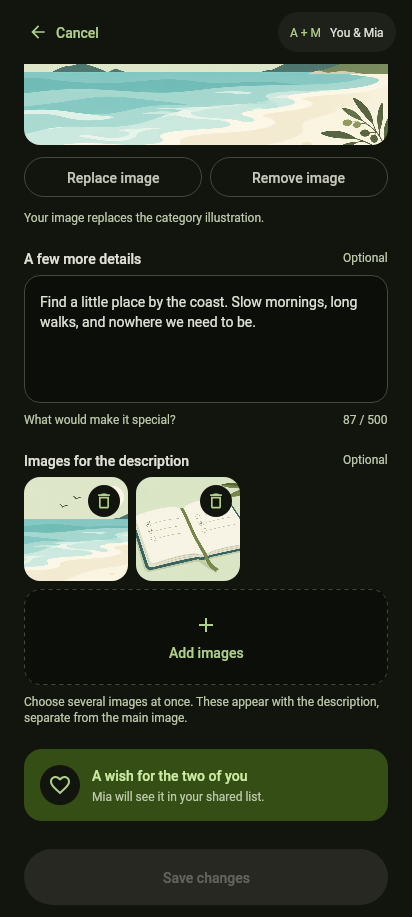 Cancel
A + M You & Mia
Replace image
Remove image
Your image replaces the category illustration.
A few more details
Optional
Find a little place by the coast. Slow mornings, long
walks, and nowhere we need to be.
What would make it special?
87 / 500
Images for the description
Optional
Add images
Choose several images at once. These appear with the description,
separate from the main image.
A wish for the two of you
Mia will see it in your shared list.
Save changes